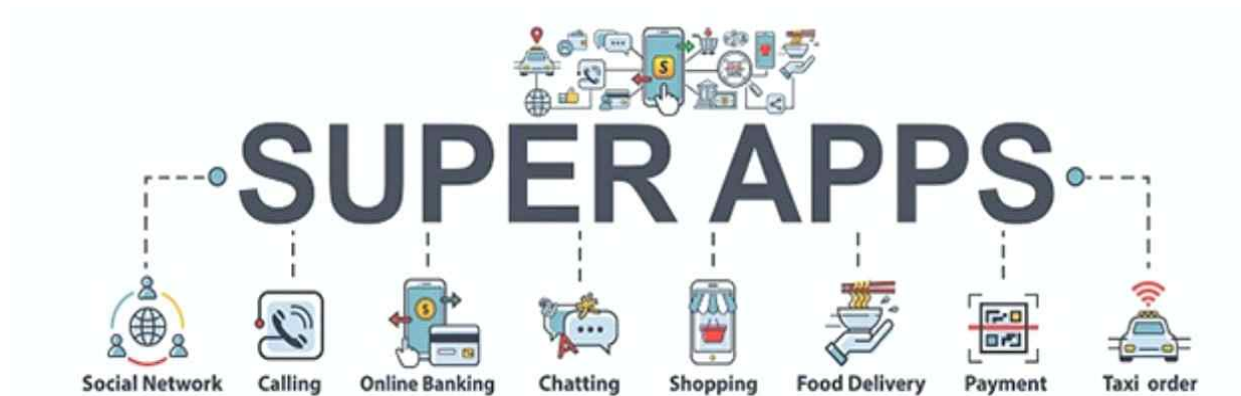 SUPER APPS
Social Network
Calling
Online Banking
Chatting
Shopping
Food Delivery
Payment
Taxi order